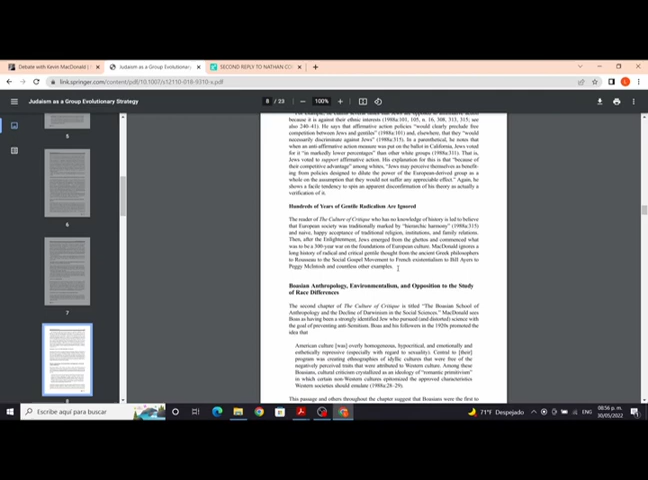 Debate with Kevin MacDonald |
Judaism as a Group Evolutionary
SECOND REPLY TO NATHAN CO
link.springer.com/content/pdf/10.1007/s12110-018-9310-x.pdf
Judaism as a Group Evolutionary Strategy
8 / 23
100%
5
6
7
8
because it is against their ethnic interests (1988a:101, 105, n. 16, 308, 313, 315; see
also 240-41). He says that affirmative action policies "would clearly preclude free
competition between Jews and gentiles" (1988a:101) and, elsewhere, that they "would
necessarily discriminate against Jews" (1988a:315). In a parenthetical, he notes that
when an anti affirmative action measure was put on the ballot in California, Jews voted
for it "in markedly lower percentages" than other white groups (1988a:311). That is,
Jews voted to support affirmative action. His explanation for this is that "because of
their competitive advantage" among whites, "Jews may perceive themselves as benefit-
ing from policies designed to dilute the power of the European-derived group as a
whole on the assumption that they would not suffer any appreciable effect." Again, he
shows a facile tendency to spin an apparent disconfirmation of his theory as actually a
verification of it.
Hundreds of Years of Gentile Radicalism Are Ignored
The reader of The Culture of Critique who has no knowledge of history is led to believe
that European society was traditionally marked by "hierarchic harmony" (1988a:315)
and naive, happy acceptance of traditional religion, institutions, and family relations.
Then, after the Enlightenment, Jews emerged from the ghettos and commenced what
was to be a 300-year war on the foundations of European culture. MacDonald ignores a
long history of radical and critical gentile thought from the ancient Greek philosophers
to Rousseau to the Social Gospel Movement to French existentialism to Bill Ayers to
Peggy McIntosh and countless other examples.
Boasian Anthropology, Environmentalism, and Opposition to the Study
of Race Differences
The second chapter of The Culture of Critique is titled "The Boasian School of
Anthropology and the Decline of Darwinism in the Social Sciences." MacDonald sees
Boas as having been a strongly identified Jew who pursued (and distorted) science with
the goal of preventing anti-Semitism. Boas and his followers in the 1920s promoted the
idea that
American culture [was] overly homogeneous, hypocritical, and emotionally and
esthetically repressive (especially with regard to sexuality). Central to [their]
program was creating ethnographies of idyllic cultures that were free of the
negatively perceived traits that were attributed to Western culture. Among these
Boasians, cultural criticism crystallized as an ideology of "romantic primitivism"
in which certain non-Western cultures epitomized the approved characteristics
Western societies should emulate (1988a:28–29).
This passage and others throughout the chapter suggest that Boasians were the first to
Escribe aquí para buscar
71°F Despejado
ENG
08:56 p. m.
30/05/2022